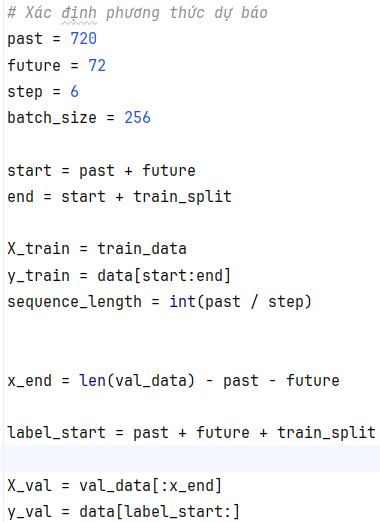 # Xác định phương thức dự báo
past = 720
future = 72
step = 6
batch_size = 256
start = past + future
end = start + train_split
X_train = train_data
y_train = data[start:end]
sequence_length = int(past / step)
x_end = len(val_data) - past - future
label_start = past + future + train_split
X_val = val_data[:x_end]
y_val = data[label_start:]